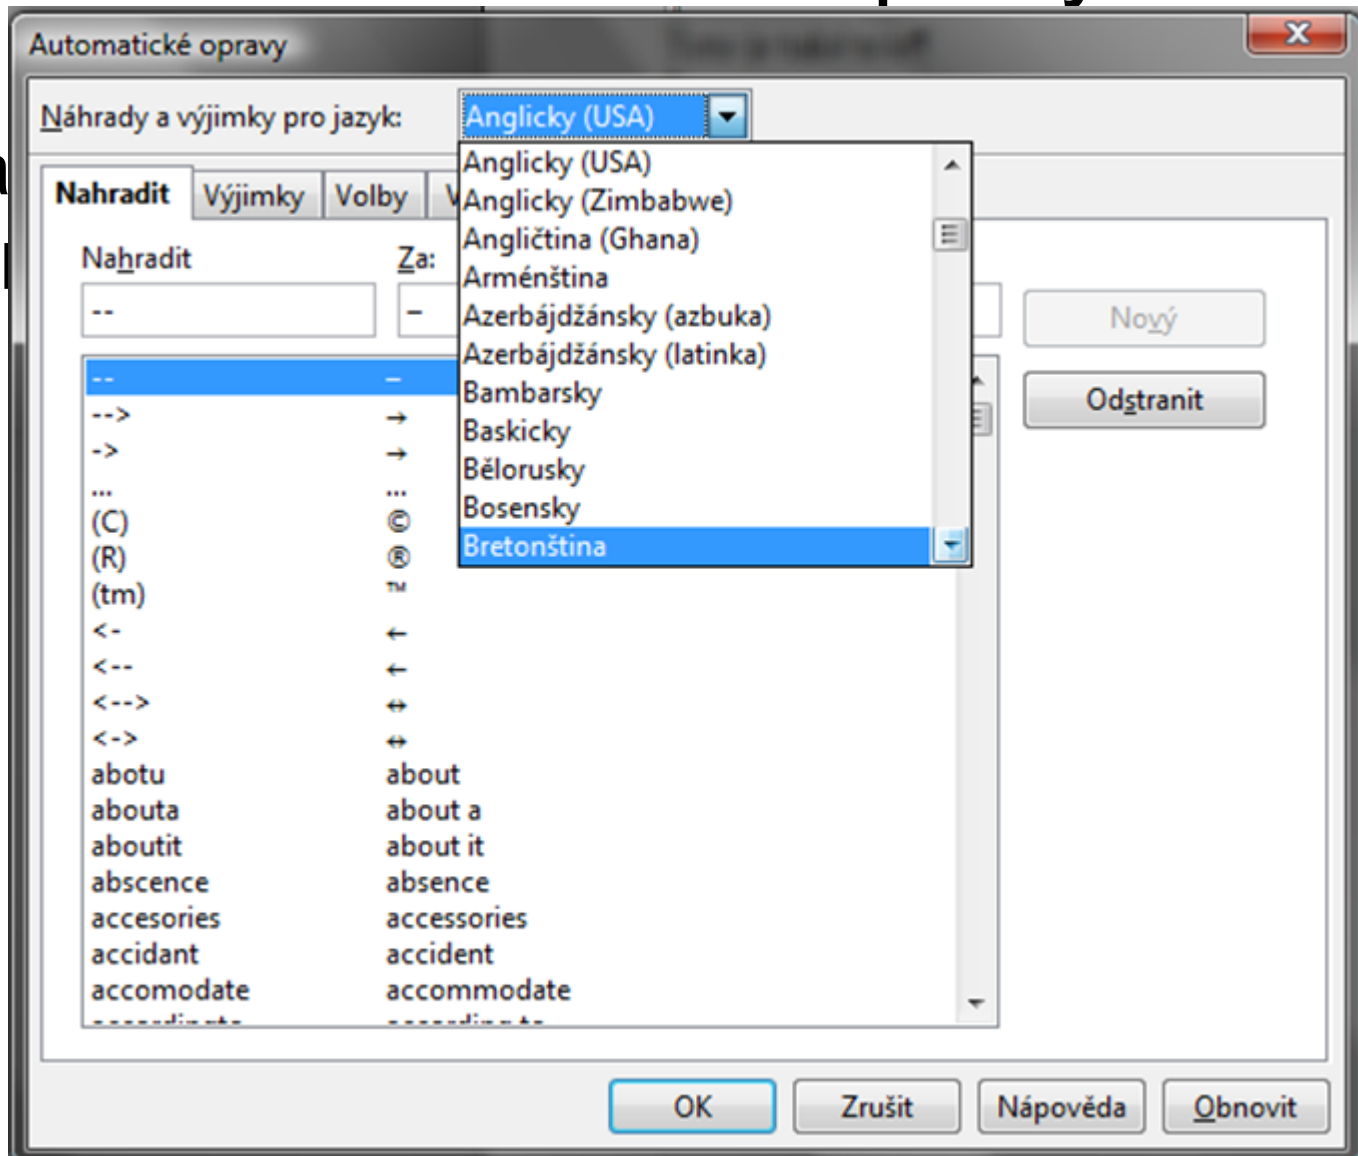 Automatické opravy
Náhrady a výjimky pro jazyk: Anglicky (USA)
Anglicky (USA)
Anglicky (Zimbabwe)
Angličtina (Ghana)
Arménština
Azerbájdžánsky (azbuka)
Azerbájdžánsky (latinka)
Bambarsky
Baskicky
Bělorusky
Bosensky
Bretonština
Nahradit Výjimky Volby
Nahradit Za:
-- –
Nový
Odstranit
-- –
--> →
-> →
... …
(C) ©
(R) ®
(tm) ™
<- ←
<-- ←
<--> ↔
<-> ↔
abotu about
abouta about a
aboutit about it
abscence absence
accesories accessories
accidant accident
accomodate accommodate
OK Zrušit Nápověda Obnovit